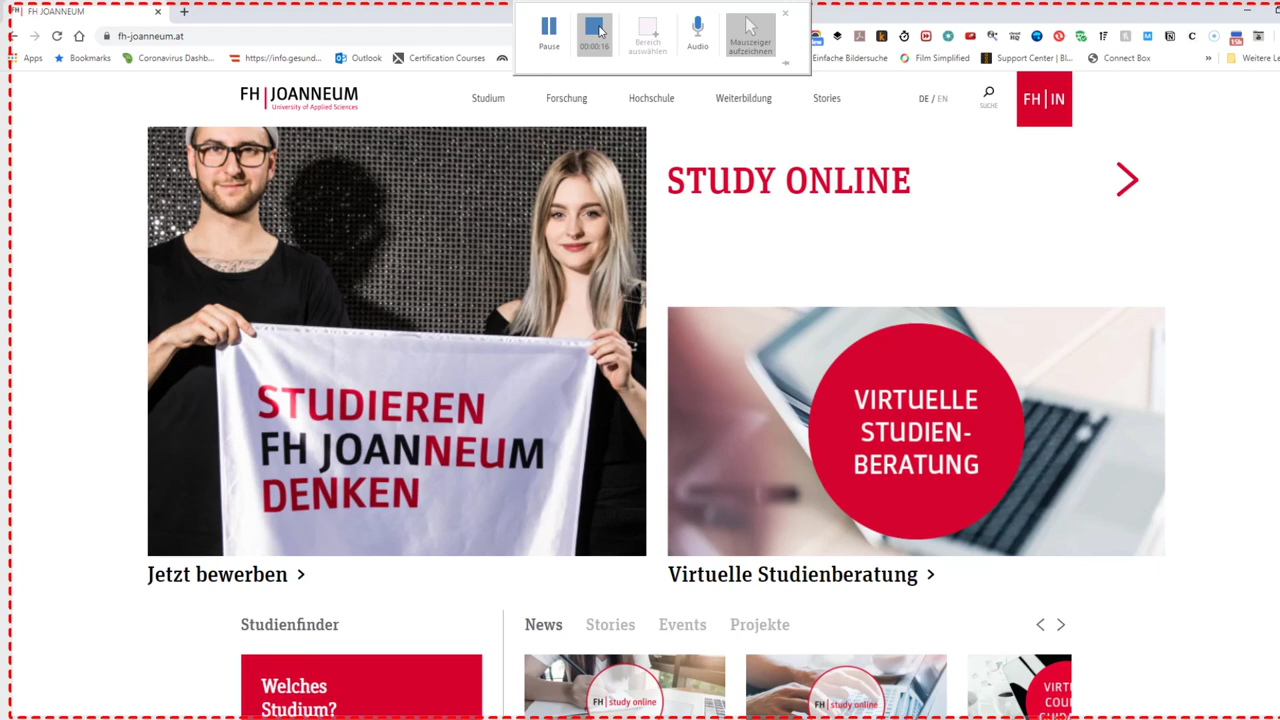 FH JOANNEUM
Pause
00:00:16
Bereich
auswählen
Audio
Mauszeiger
aufzeichnen
fh-joanneum.at
Apps
Bookmarks
Coronavirus Dashb...
https://info.gesund...
Outlook
Certification Courses
Einfache Bildersuche
Film Simplified
Support Center | Bl...
Connect Box
»
Weitere Le
FH | JOANNEUM
University of Applied Sciences
Studium
Forschung
Hochschule
Weiterbildung
Stories
DE / EN
SUCHE
FH | IN
STUDY ONLINE
STUDIEREN
FH JOANNEUM
DENKEN
VIRTUELLE
STUDIEN-
BERATUNG
Jetzt bewerben
Virtuelle Studienberatung
Studienfinder
News
Stories
Events
Projekte
Welches
Studium?
FH | study online
FH | study online
VIRT
COU